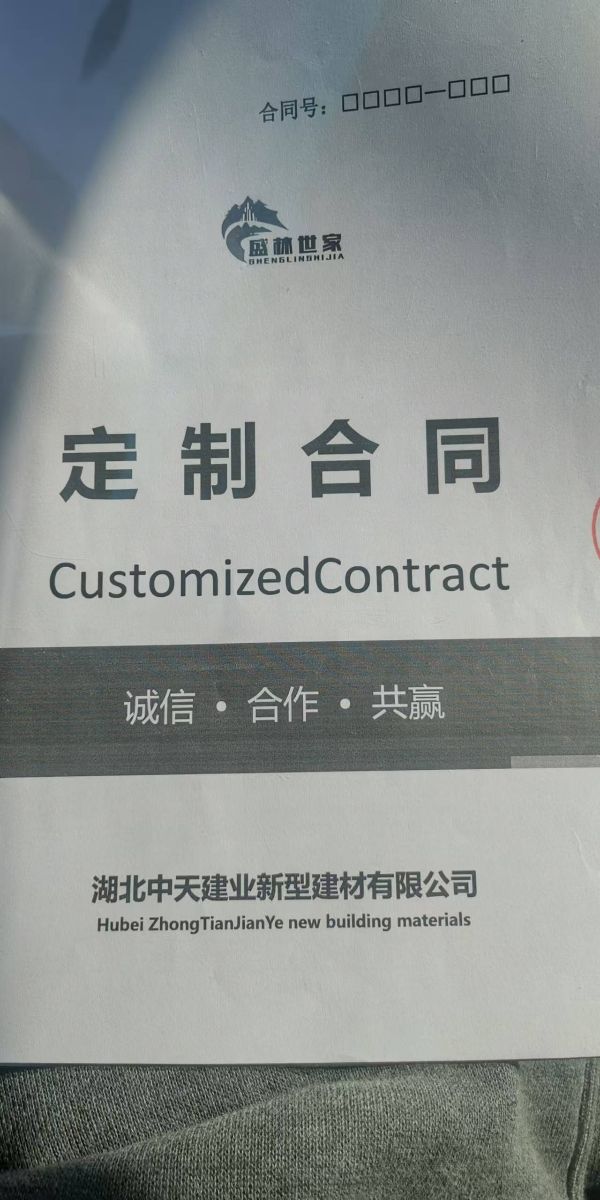 合同号：□□□□—□□□
盛林世家
SHENGLINSHIJIA
定制合同
CustomizedContract
诚信·合作·共赢
湖北中天建业新型建材有限公司
Hubei ZhongTianJianYe new building materials